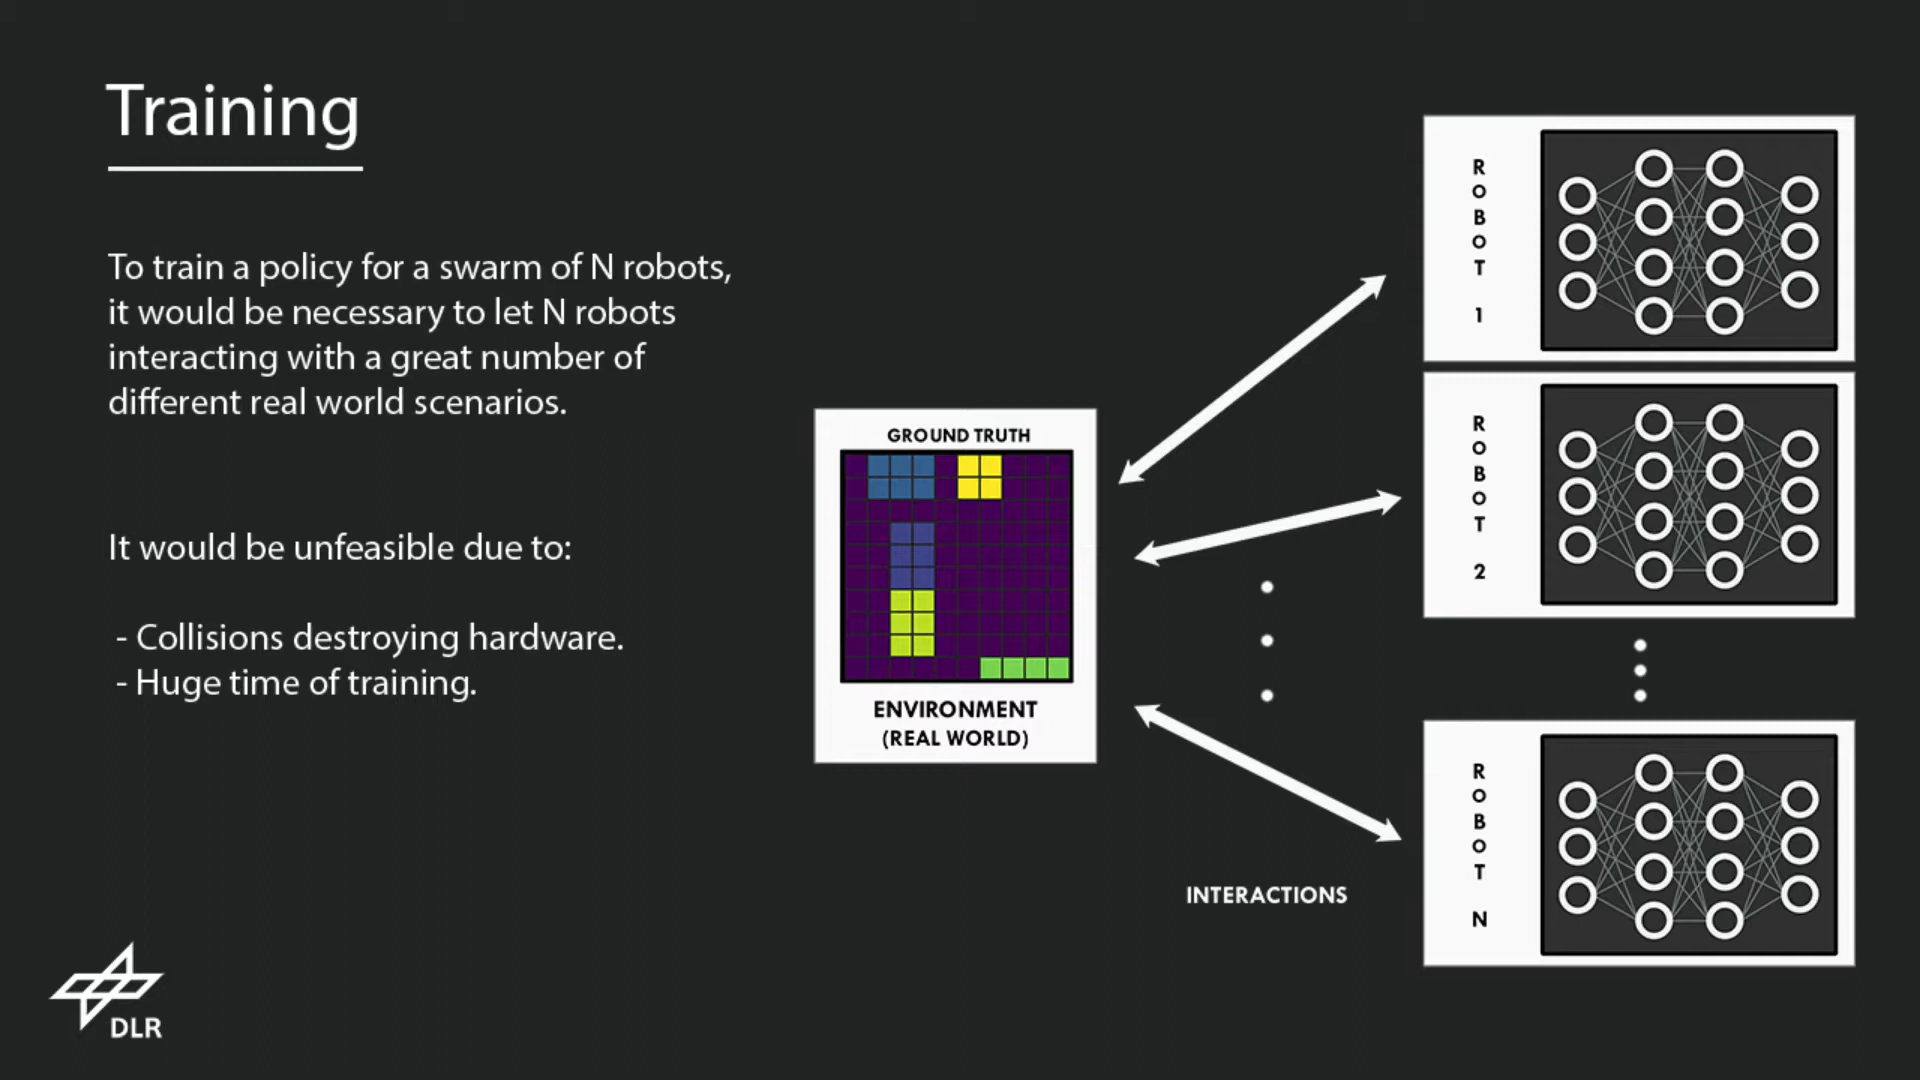 Training
To train a policy for a swarm of N robots,
it would be necessary to let N robots
interacting with a great number of
different real world scenarios.
It would be unfeasible due to:
- Collisions destroying hardware.
- Huge time of training.
GROUND TRUTH
ENVIRONMENT
(REAL WORLD)
INTERACTIONS
ROBOT 1
ROBOT 2
ROBOT N
DLR